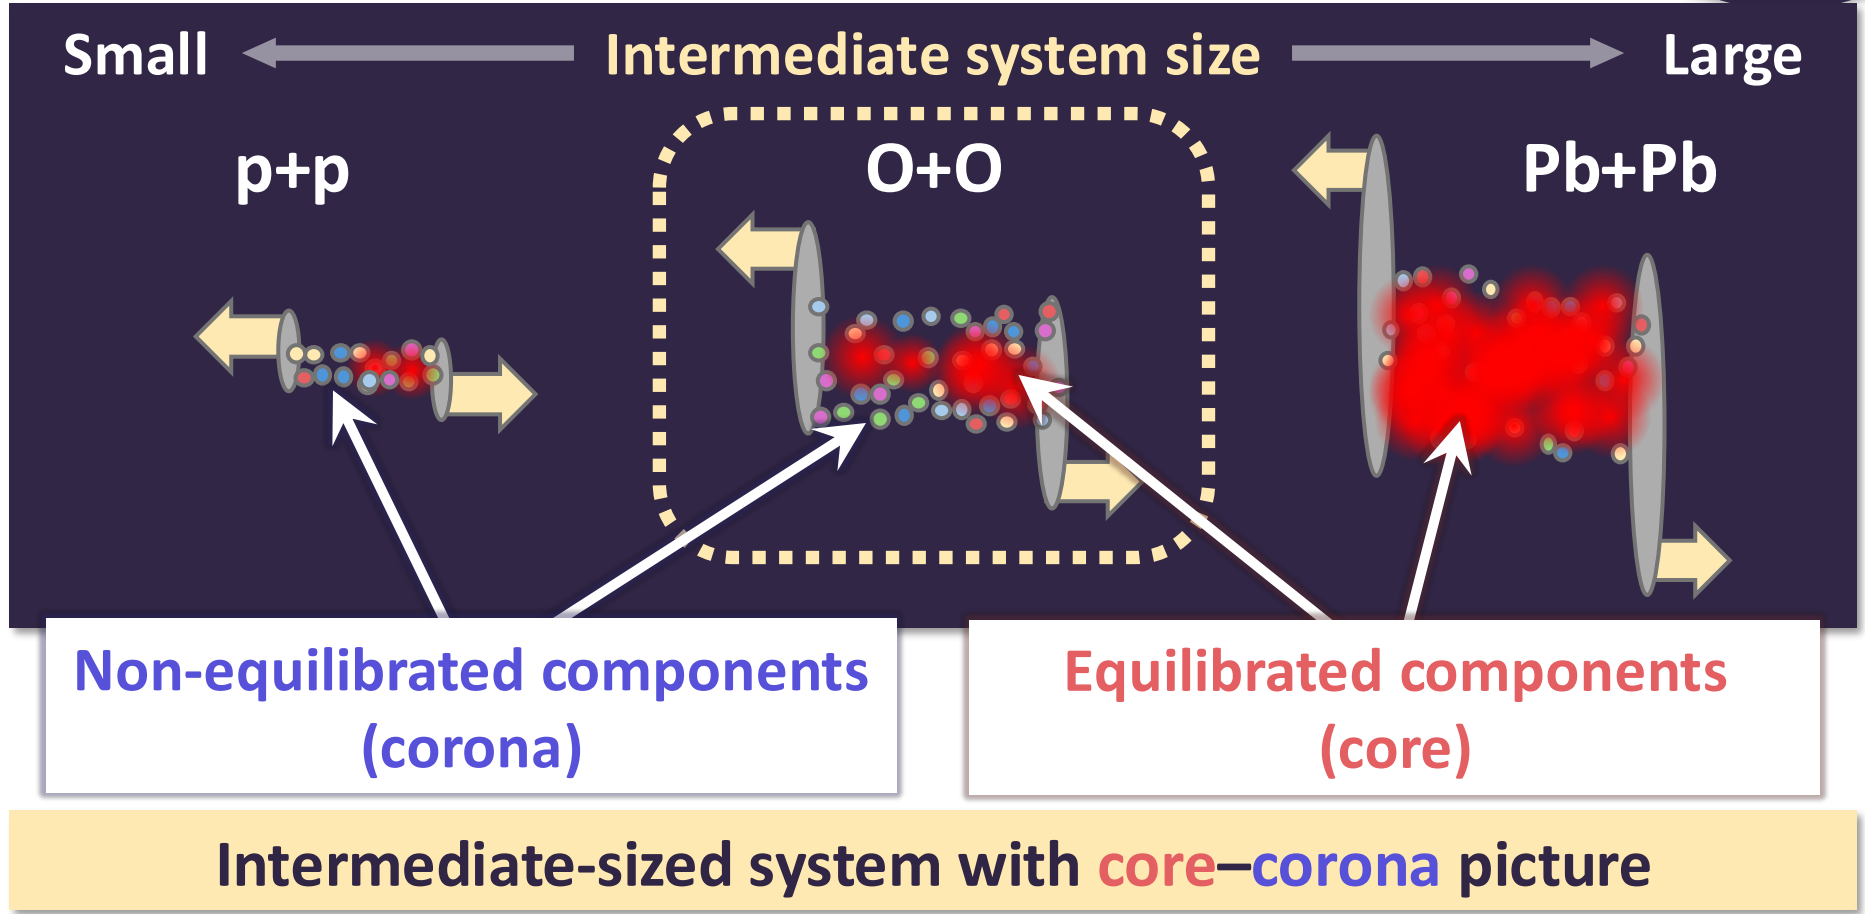 Small
Intermediate system size
Large
p+p
O+O
Pb+Pb
Non-equilibrated components
(corona)
Equilibrated components
(core)
Intermediate-sized system with core–corona picture